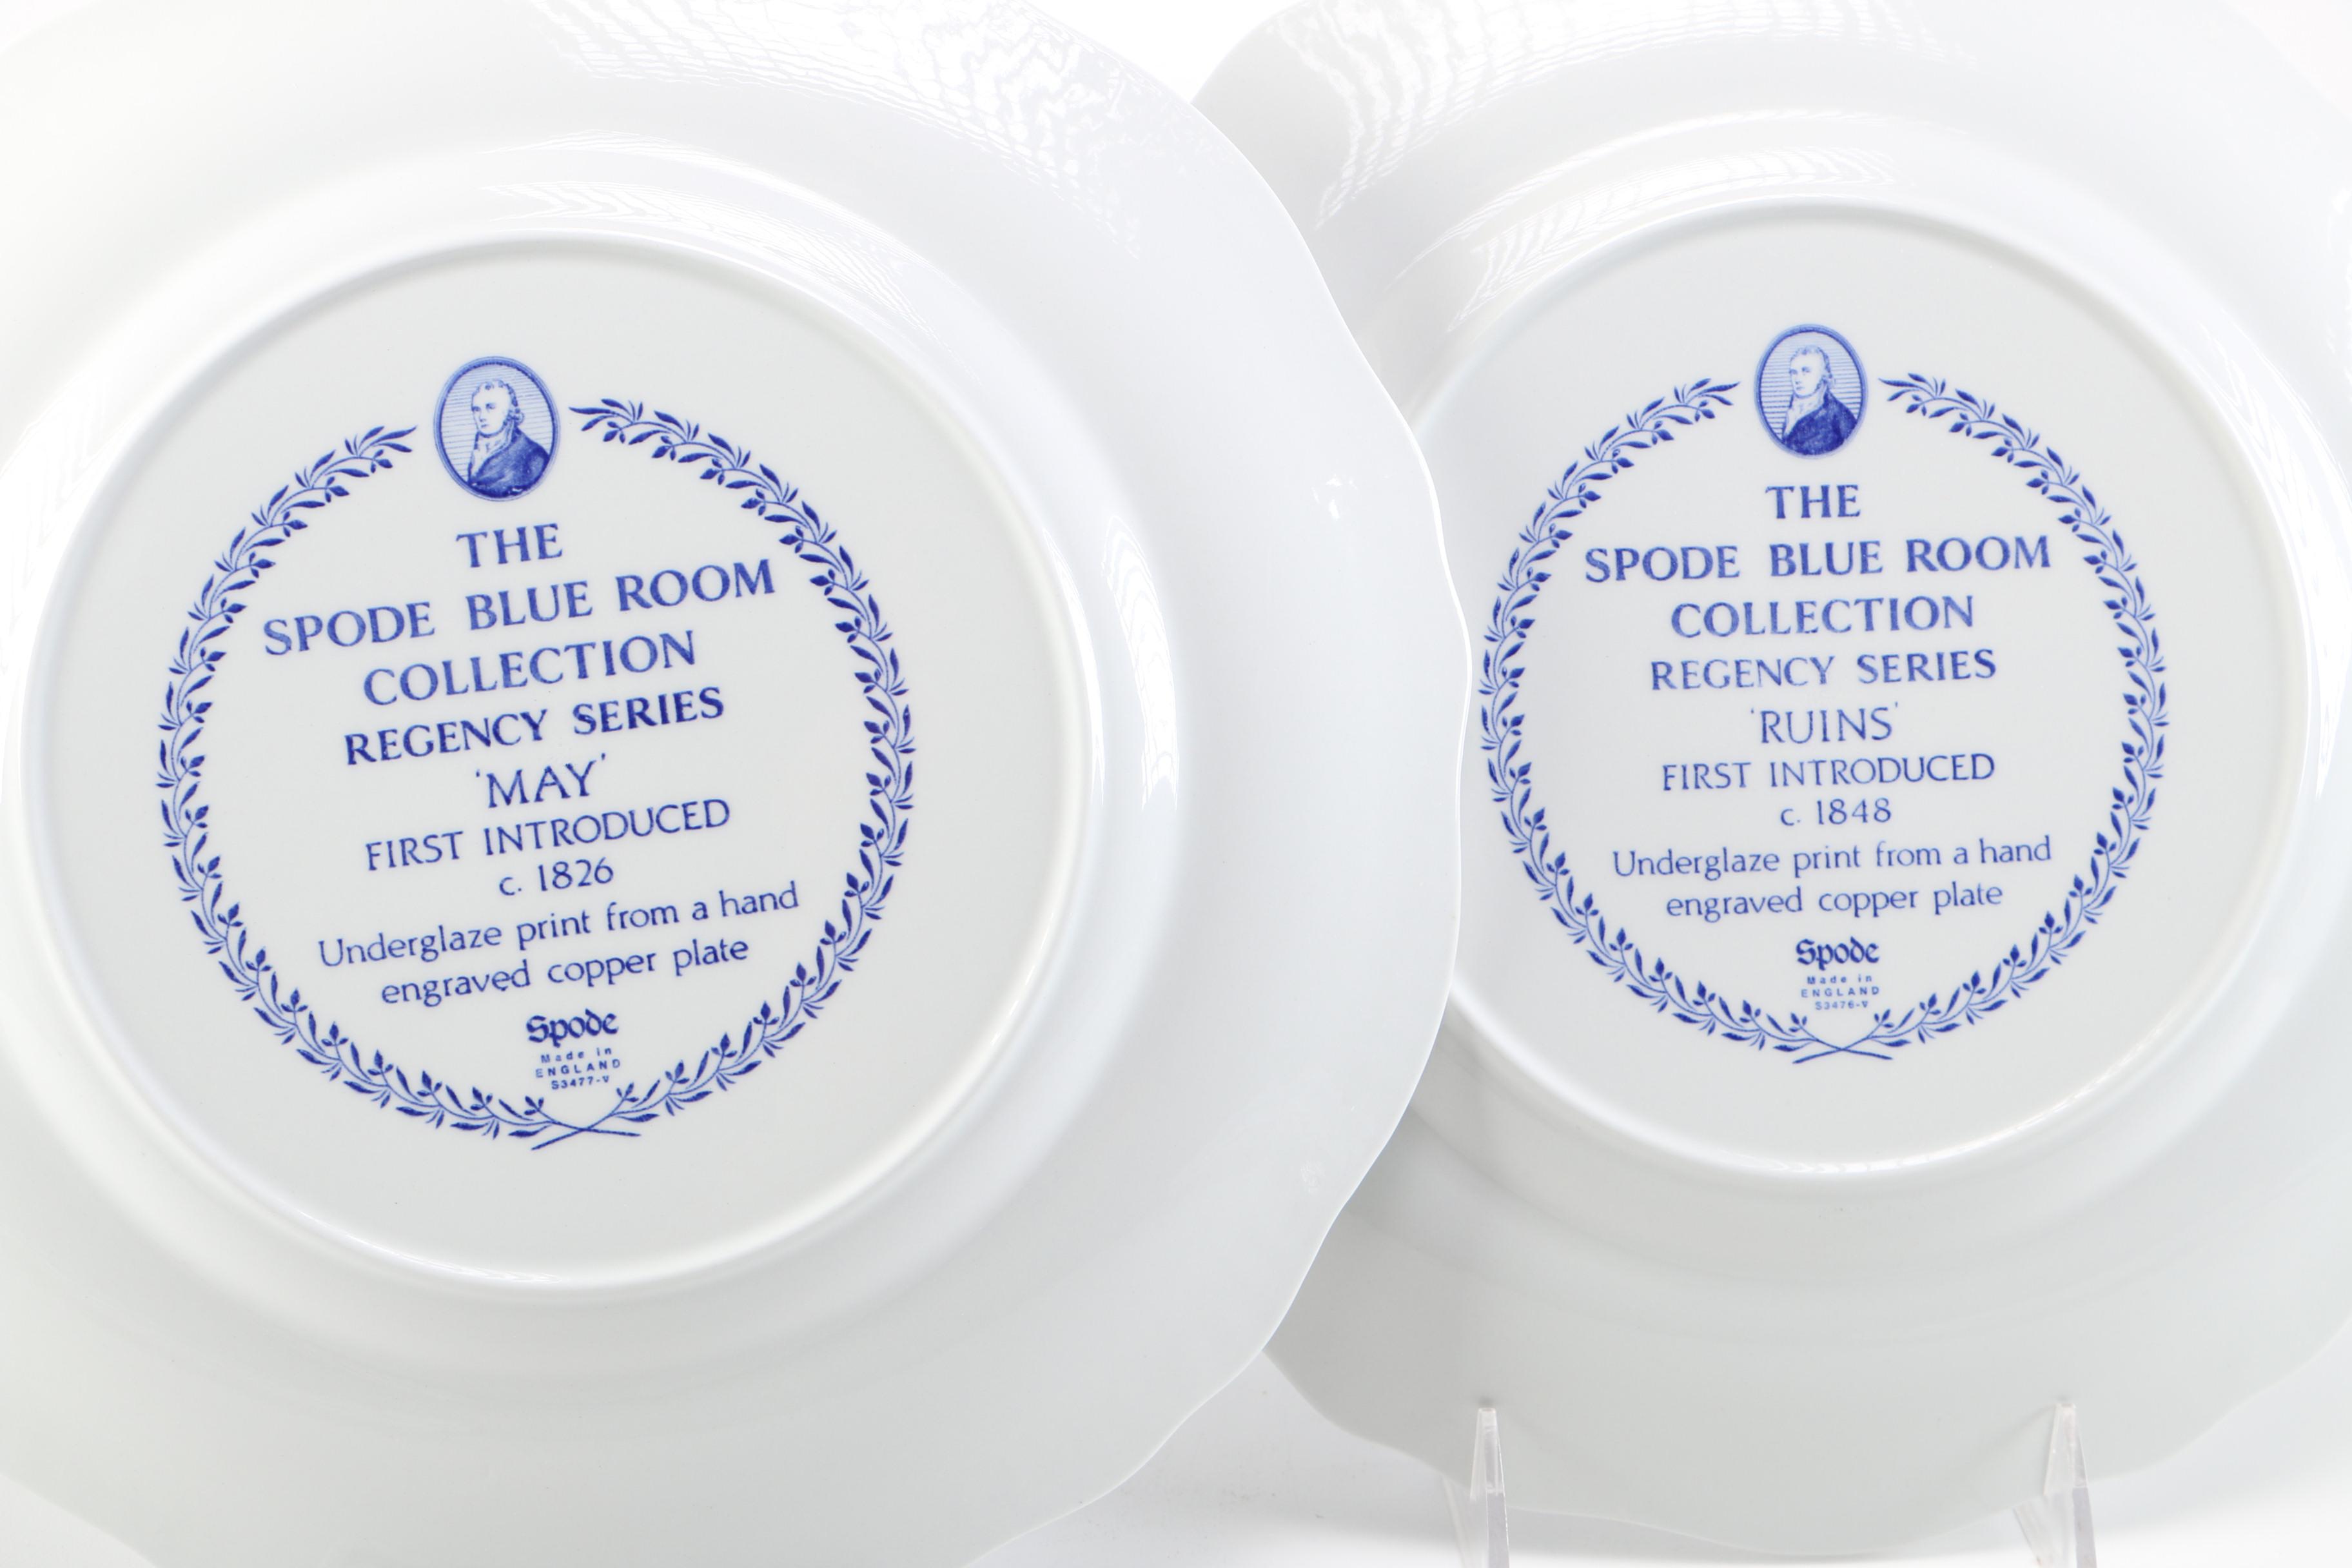 THE
SPODE BLUE ROOM
COLLECTION
REGENCY SERIES
'MAY'
FIRST INTRODUCED
c. 1826
Underglaze print from a hand
engraved copper plate
Spode
Made in
ENGLAND
S3477-V
THE
SPODE BLUE ROOM
COLLECTION
REGENCY SERIES
'RUINS'
FIRST INTRODUCED
c. 1848
Underglaze print from a hand
engraved copper plate
Spode
Made in
ENGLAND
S3476-V